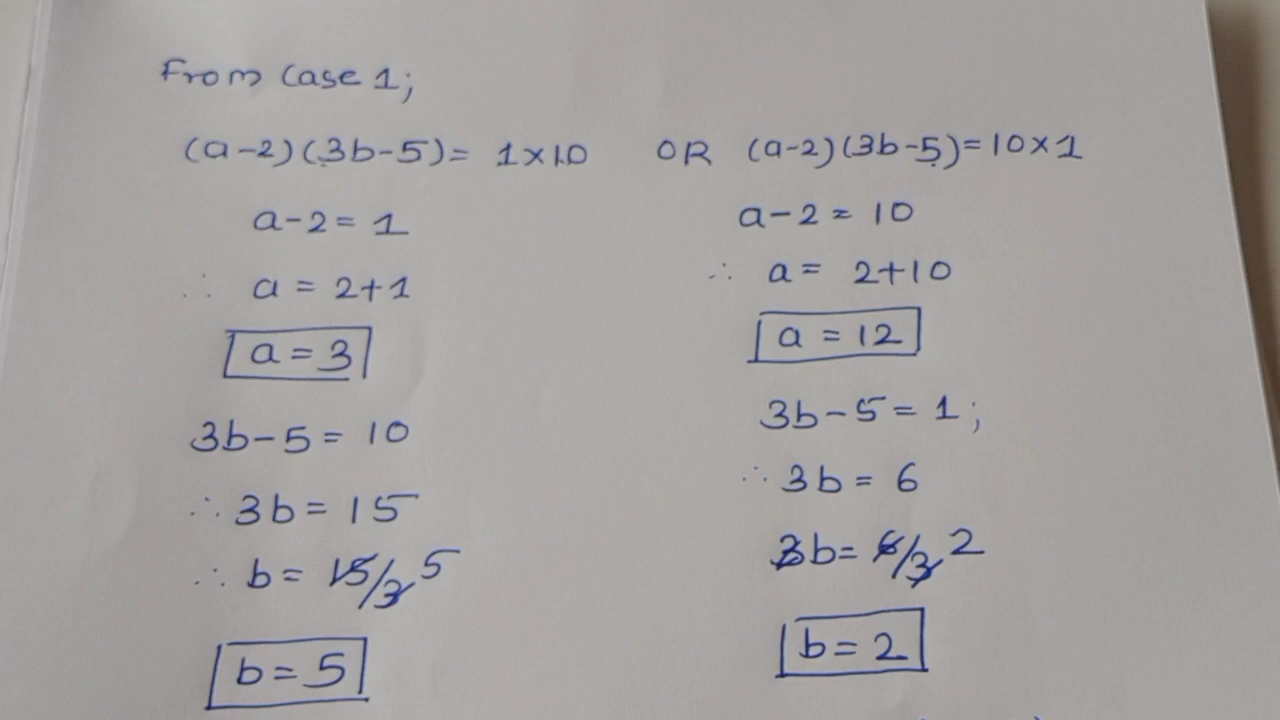 From Case 1;
(a-2)(3b-5)= 1×10 OR (a-2)(3b-5)=10×1
a-2=1
∴ a = 2+1
a = 3
3b-5= 10
∴ 3b= 15
∴ b= 15/3 5
b=5
a-2= 10
∴ a= 2+10
a =12
3b-5=1;
∴ 3b= 6
3b= 6/3 2
b= 2